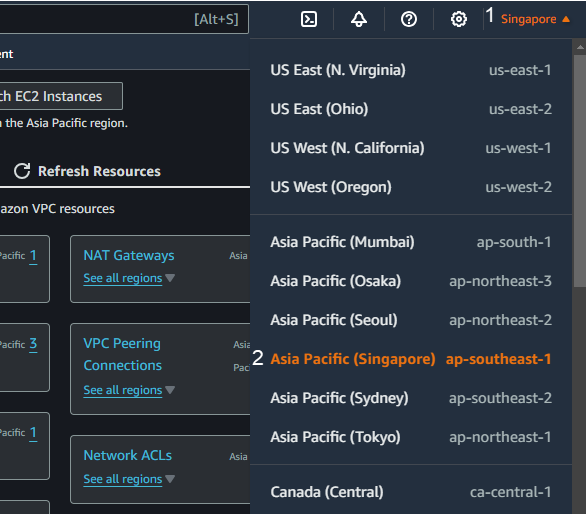 [Alt+S]
1 Singapore
ent
ch EC2 Instances
n the Asia Pacific region.
Refresh Resources
azon VPC resources
Pacific 1
NAT Gateways Asia
See all regions
Pacific 3
VPC Peering Asia
Connections Pac
See all regions
Pacific 1
Network ACLs Asia
See all regions
US East (N. Virginia) us-east-1
US East (Ohio) us-east-2
US West (N. California) us-west-1
US West (Oregon) us-west-2
Asia Pacific (Mumbai) ap-south-1
Asia Pacific (Osaka) ap-northeast-3
Asia Pacific (Seoul) ap-northeast-2
2 Asia Pacific (Singapore) ap-southeast-1
Asia Pacific (Sydney) ap-southeast-2
Asia Pacific (Tokyo) ap-northeast-1
Canada (Central) ca-central-1